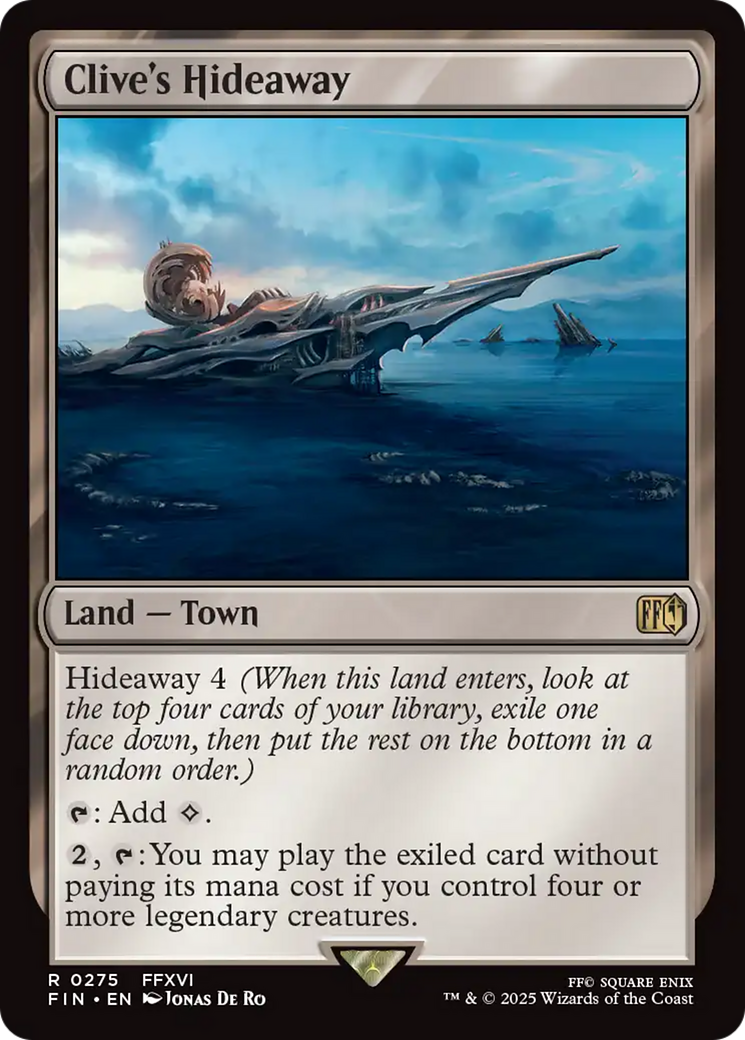 Clive's Hideaway
Land — Town
FF
Hideaway 4 (When this land enters, look at
the top four cards of your library, exile one
face down, then put the rest on the bottom in a
random order.)
: Add .
2, : You may play the exiled card without
paying its mana cost if you control four or
more legendary creatures.
R 0275 FFXVI
FIN • EN Jonas De Ro
FF© SQUARE ENIX
™ & © 2025 Wizards of the Coast